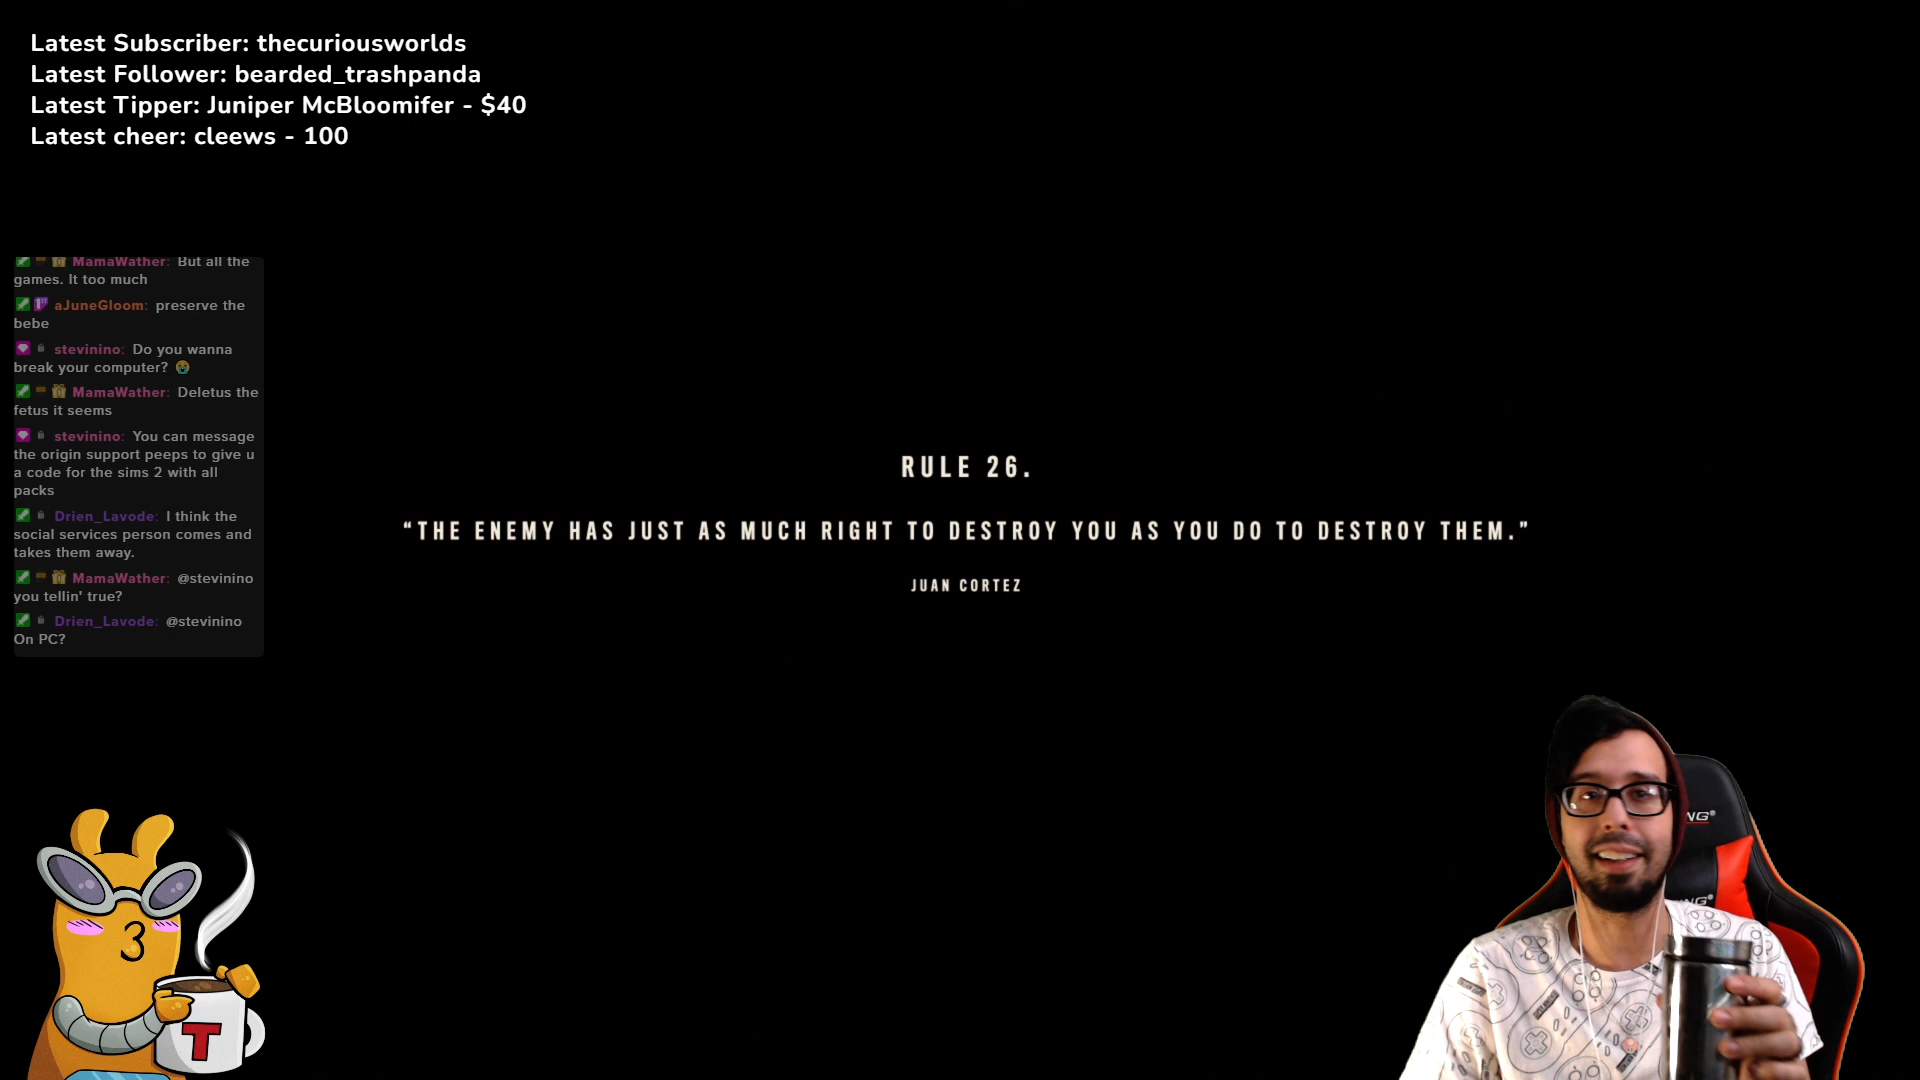 Latest Subscriber: thecuriousworlds
Latest Follower: bearded_trashpanda
Latest Tipper: Juniper McBloomifer - $40
Latest cheer: cleews - 100
MamaWather: But all the
games. It too much
aJuneGloom: preserve the
bebe
stevinino: Do you wanna
break your computer? 😭
MamaWather: Deletus the
fetus it seems
stevinino: You can message
the origin support peeps to give u
a code for the sims 2 with all
packs
Drien_Lavode: I think the
social services person comes and
takes them away.
MamaWather: @stevinino
you tellin' true?
Drien_Lavode: @stevinino
On PC?
RULE 26.
“THE ENEMY HAS JUST AS MUCH RIGHT TO DESTROY YOU AS YOU DO TO DESTROY THEM.”
JUAN CORTEZ
T
NG®
NG®